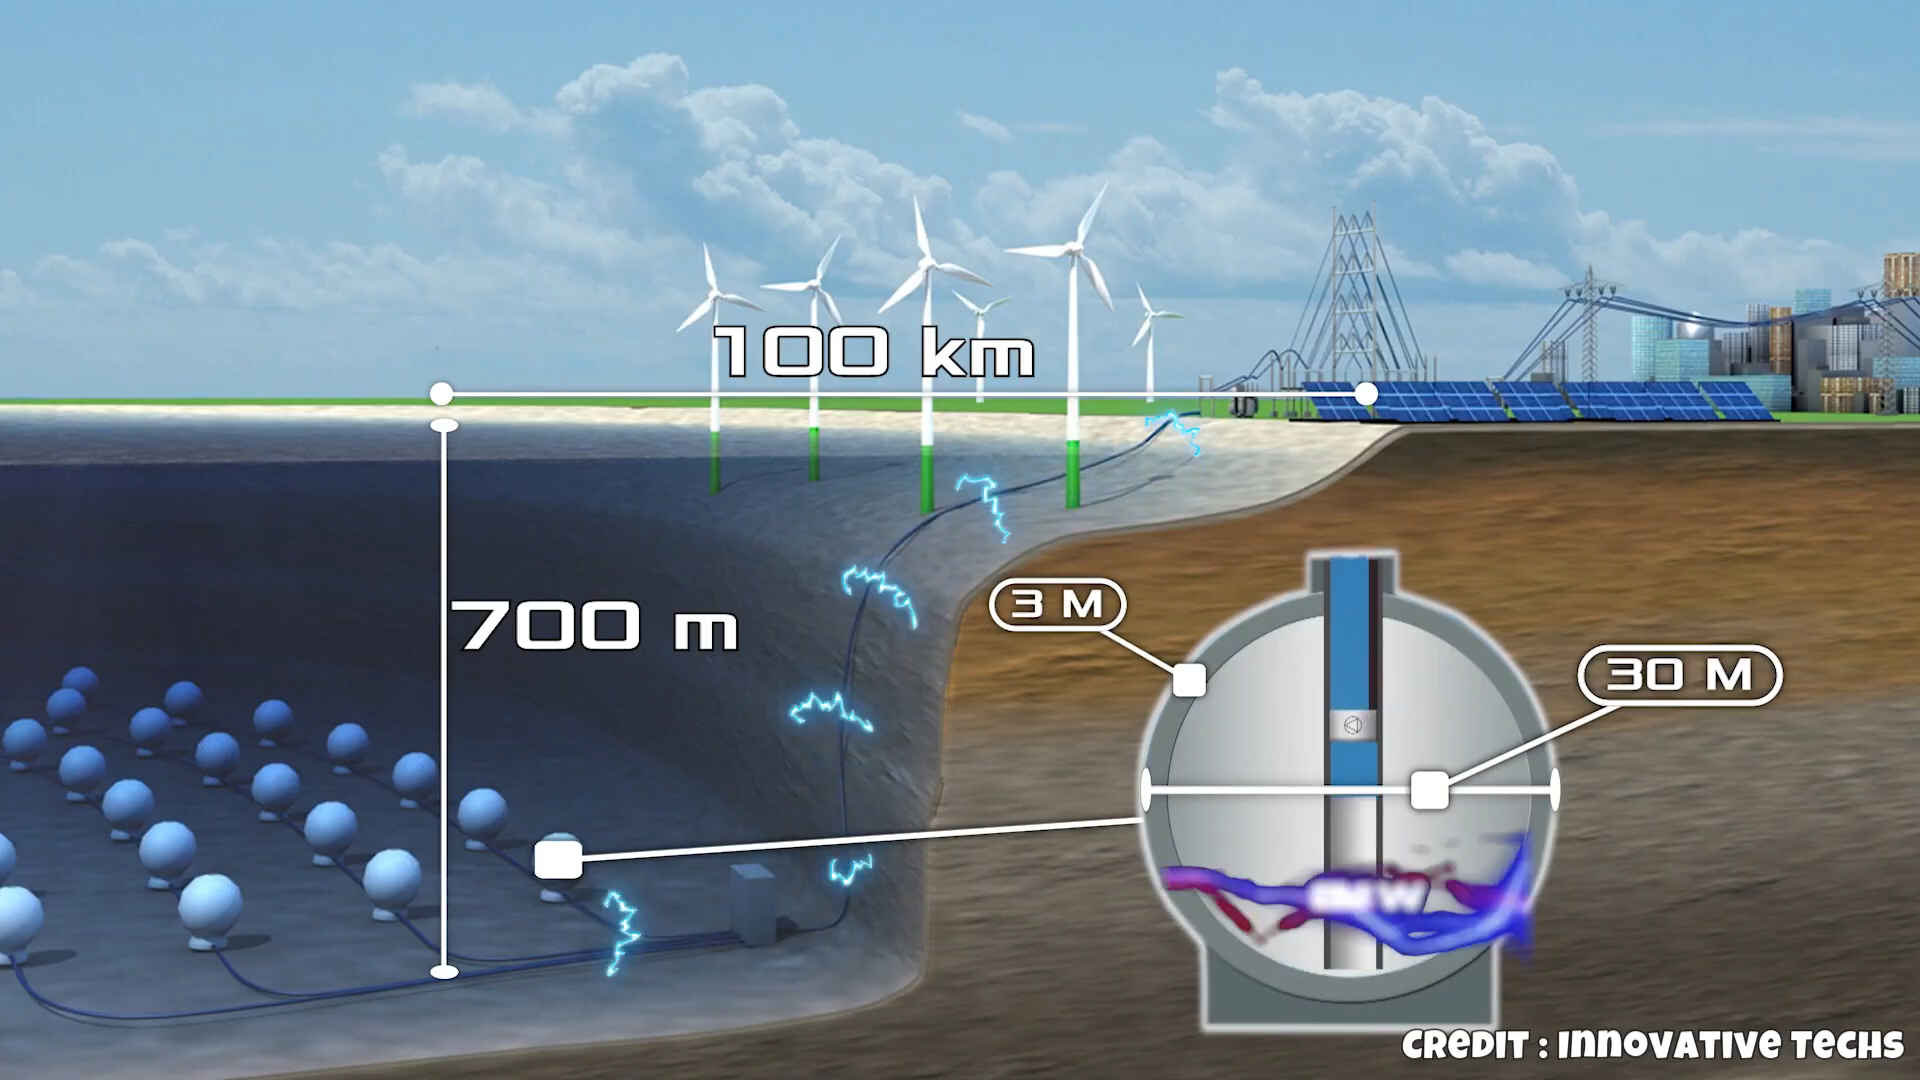 100 km
700 m
3 M
30 M
CREDIT : INNOVATIVE TECHS